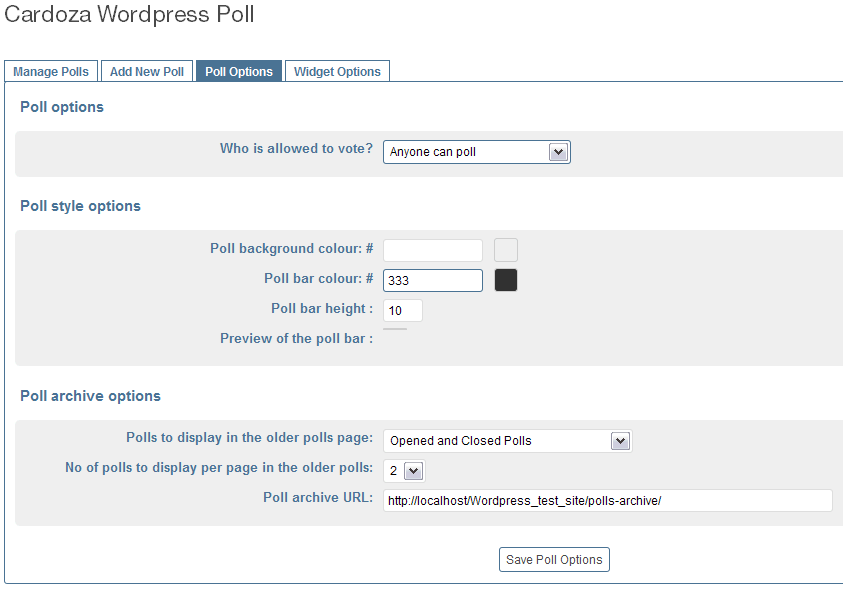 Cardoza Wordpress Poll
Manage Polls Add New Poll Poll Options Widget Options
Poll options
Who is allowed to vote? Anyone can poll
Poll style options
Poll background colour: #
Poll bar colour: # 333
Poll bar height : 10
Preview of the poll bar :
Poll archive options
Polls to display in the older polls page: Opened and Closed Polls
No of polls to display per page in the older polls: 2
Poll archive URL: http://localhost/Wordpress_test_site/polls-archive/
Save Poll Options